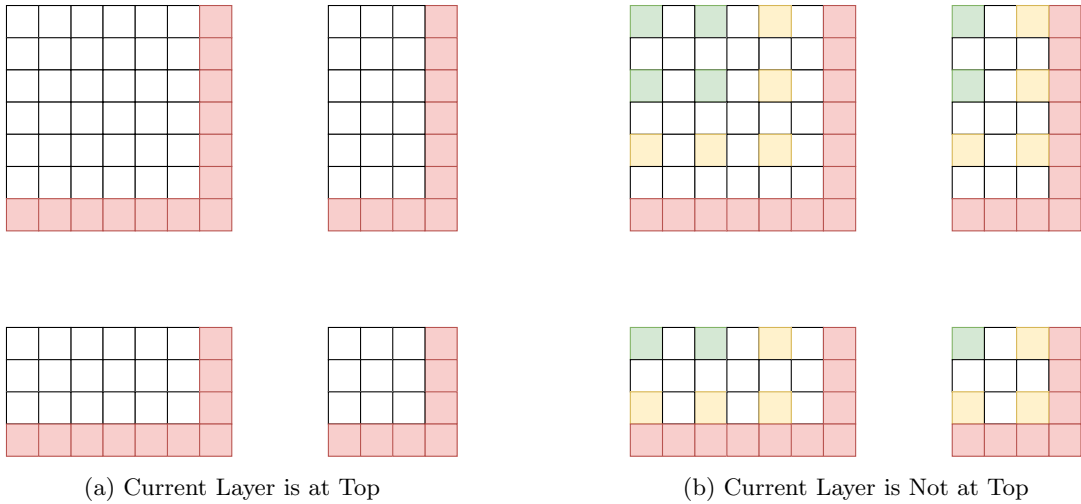 (a) Current Layer is at Top
(b) Current Layer is Not at Top